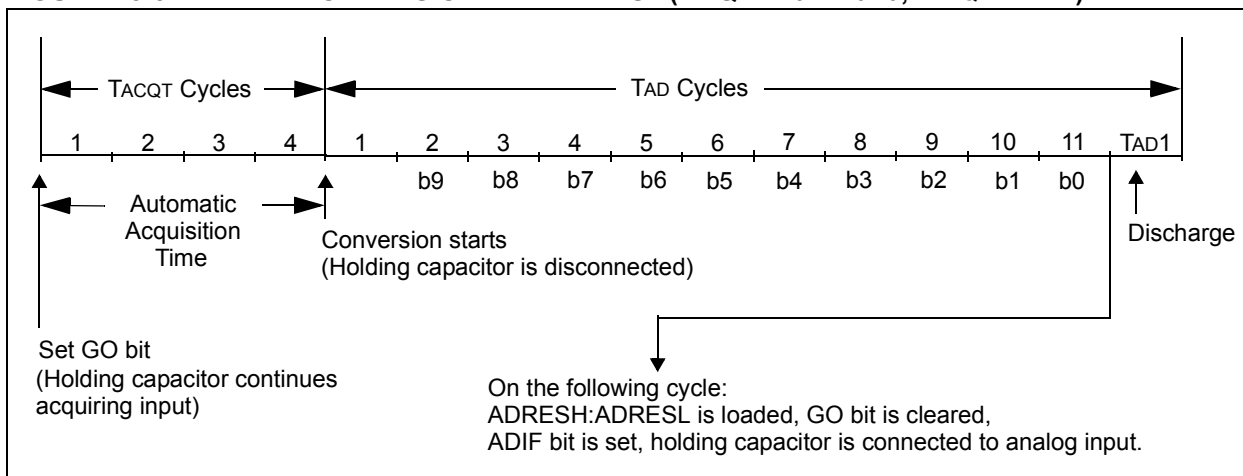 TACQT Cycles
TAD Cycles
1 2 3 4 1 2 3 4 5 6 7 8 9 10 11 TAD1
b9 b8 b7 b6 b5 b4 b3 b2 b1 b0
Automatic
Acquisition
Time
Conversion starts
(Holding capacitor is disconnected)
Discharge
Set GO bit
(Holding capacitor continues
acquiring input)
On the following cycle:
ADRESH:ADRESL is loaded, GO bit is cleared,
ADIF bit is set, holding capacitor is connected to analog input.